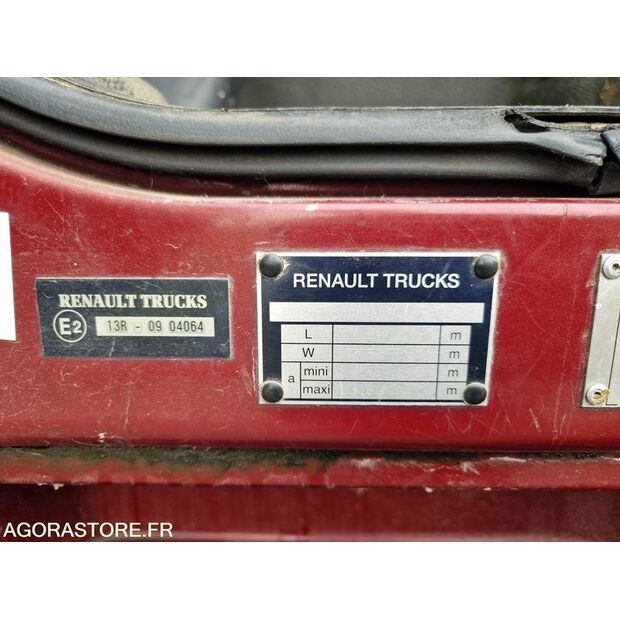 RENAULT TRUCKS
E2 13R - 09 04064
RENAULT TRUCKS
L m
W m
a mini m
maxi m
AGORASTORE.FR